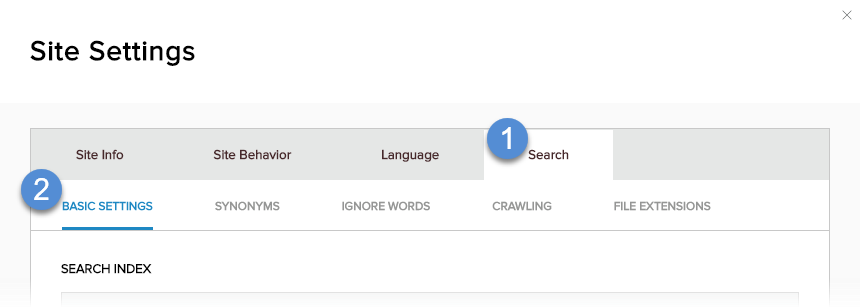 Site Settings
Site Info Site Behavior Language 1 Search
2 BASIC SETTINGS SYNONYMS IGNORE WORDS CRAWLING FILE EXTENSIONS
SEARCH INDEX